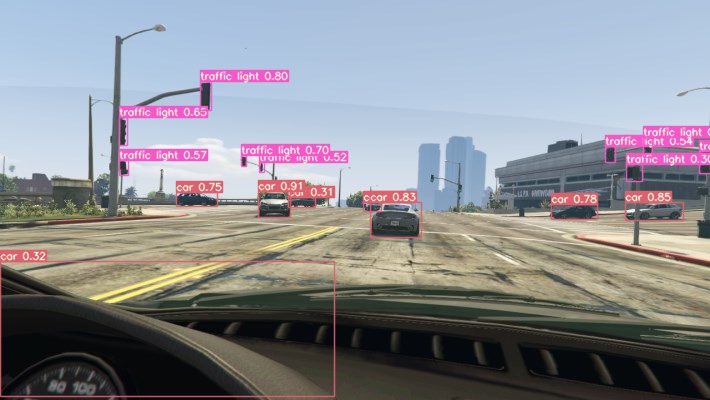 traffic light 0.80
traffic light 0.65
traffic light 0.57
traffic light 0.70
0.52
traffic light 0.54
traffic light 0.30
car 0.75
car 0.91
0.31
car 0.83
car 0.78
car 0.85
car 0.32
80 100